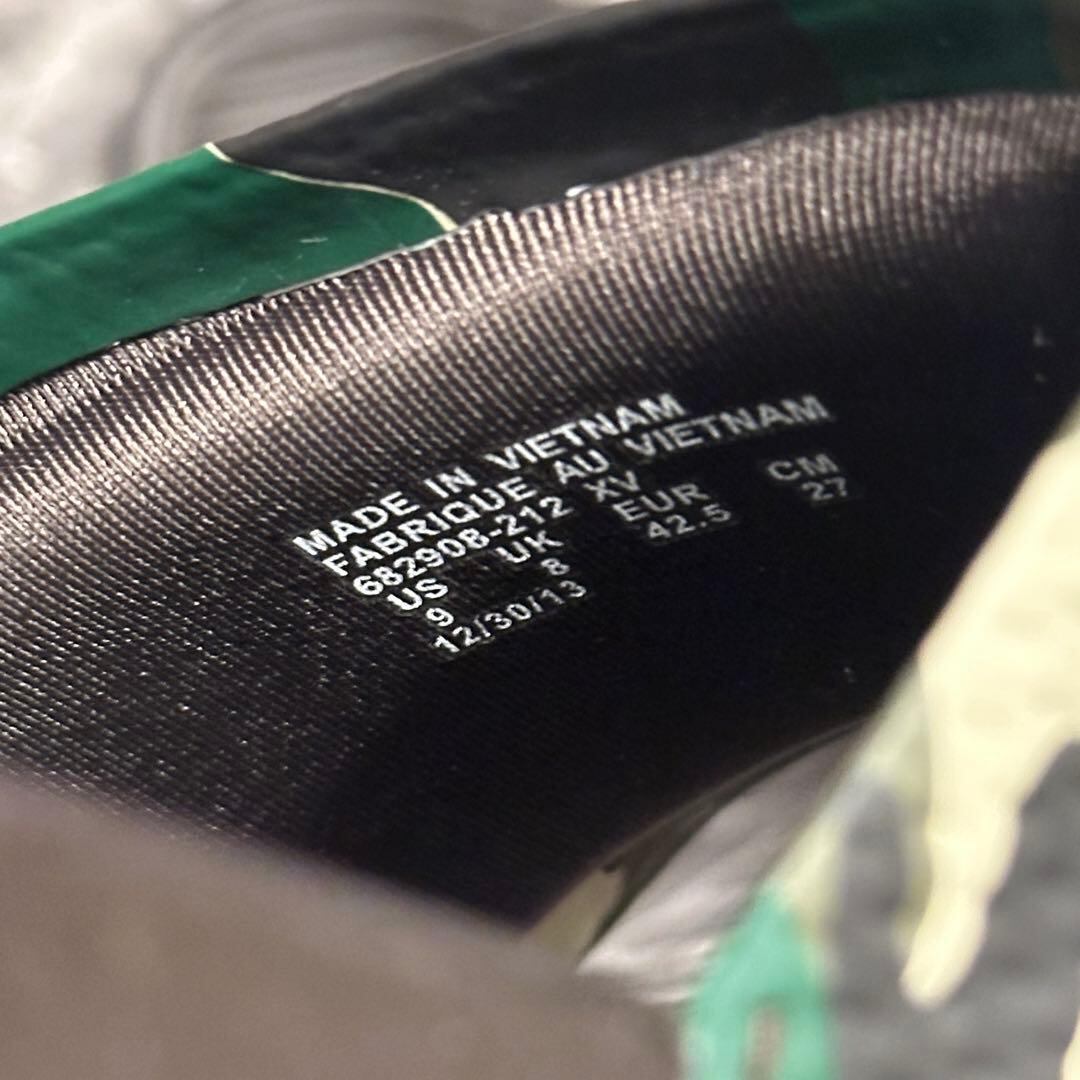 MADE IN VIETNAM
FABRIQUE AU VIETNAM
682908-212 XV
US UK EUR CM
9 8 42.5 27
12/30/13